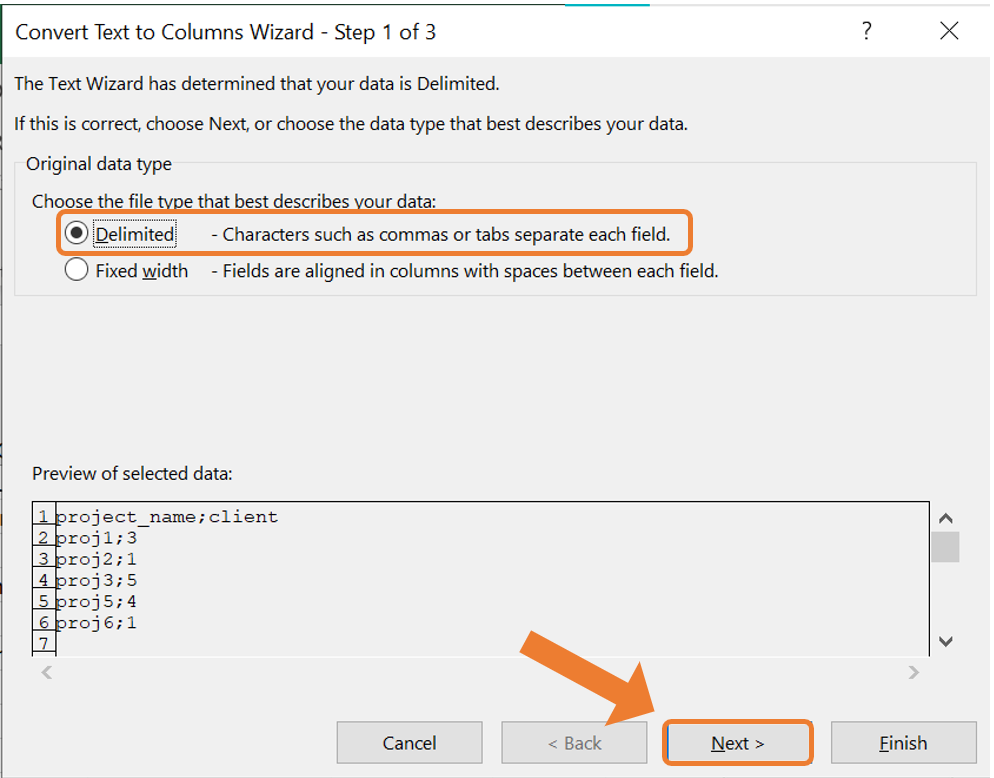 Convert Text to Columns Wizard - Step 1 of 3
?
The Text Wizard has determined that your data is Delimited.
If this is correct, choose Next, or choose the data type that best describes your data.
Original data type
Choose the file type that best describes your data:
Delimited - Characters such as commas or tabs separate each field.
Fixed width - Fields are aligned in columns with spaces between each field.
Preview of selected data:
1 project_name;client
2 proj1;3
3 proj2;1
4 proj3;5
5 proj5;4
6 proj6;1
7
Cancel < Back Next > Finish